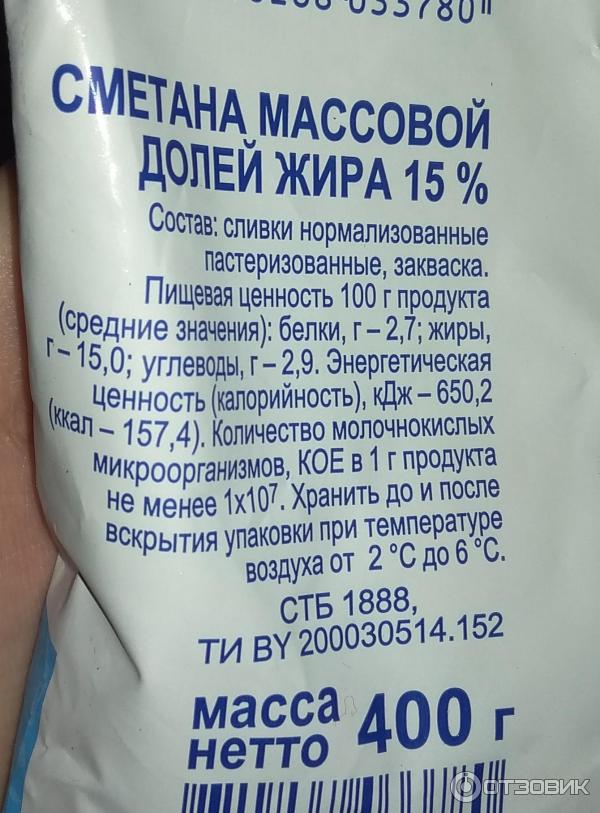 033780
СМЕТАНА МАССОВОЙ
ДОЛЕЙ ЖИРА 15 %
Состав: сливки нормализованные
пастеризованные, закваска.
Пищевая ценность 100 г продукта
(средние значения): белки, г – 2,7; жиры,
г – 15,0; углеводы, г – 2,9. Энергетическая
ценность (калорийность), кДж – 650,2
(ккал – 157,4). Количество молочнокислых
микроорганизмов, КОЕ в 1 г продукта
не менее 1х10⁷. Хранить до и после
вскрытия упаковки при температуре
воздуха от 2 °С до 6 °С.
СТБ 1888,
ТИ BY 200030514.152
масса
нетто 400 г
ОТЗОВИК